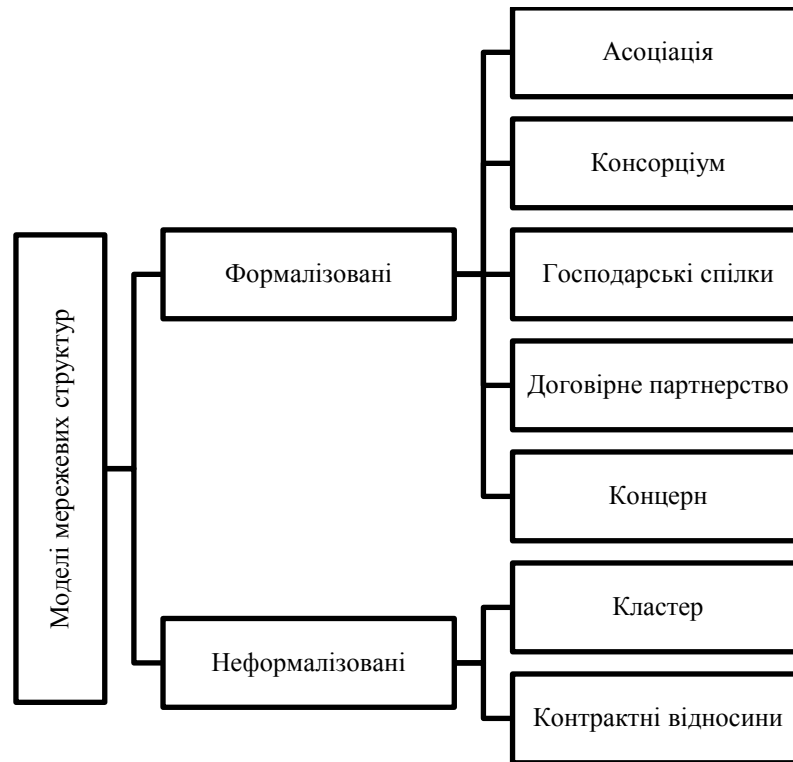 Моделі мережевих структур
Формалізовані
Асоціація
Консорціум
Господарські спілки
Договірне партнерство
Концерн
Неформалізовані
Кластер
Контрактні відносини